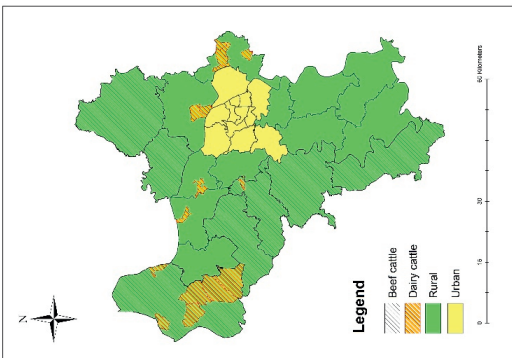 N
Legend
Beef cattle
Dairy cattle
Rural
Urban
0 15 30 60 Kilometers